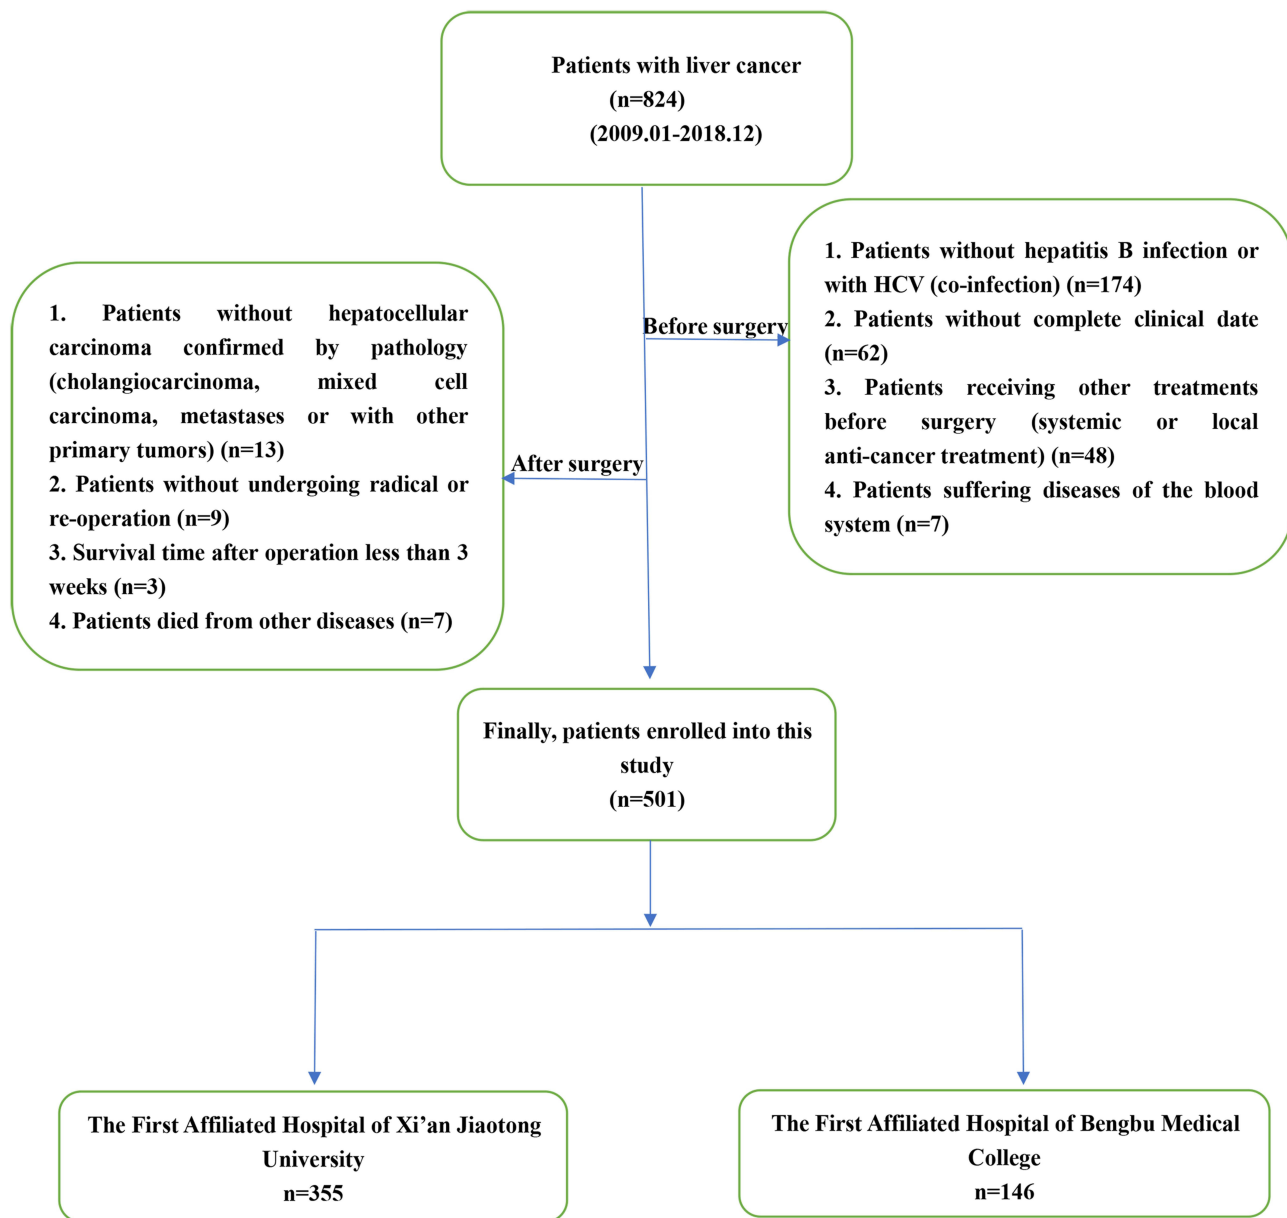 Patients with liver cancer
(n=824)
(2009.01-2018.12)
1. Patients without hepatitis B infection or
with HCV (co-infection) (n=174)
2. Patients without complete clinical date
(n=62)
3. Patients receiving other treatments
before surgery (systemic or local
anti-cancer treatment) (n=48)
4. Patients suffering diseases of the blood
system (n=7)
Before surgery
1. Patients without hepatocellular
carcinoma confirmed by pathology
(cholangiocarcinoma, mixed cell
carcinoma, metastases or with other
primary tumors) (n=13)
2. Patients without undergoing radical or
re-operation (n=9)
3. Survival time after operation less than 3
weeks (n=3)
4. Patients died from other diseases (n=7)
After surgery
Finally, patients enrolled into this
study
(n=501)
The First Affiliated Hospital of Xi’an Jiaotong
University
n=355
The First Affiliated Hospital of Bengbu Medical
College
n=146